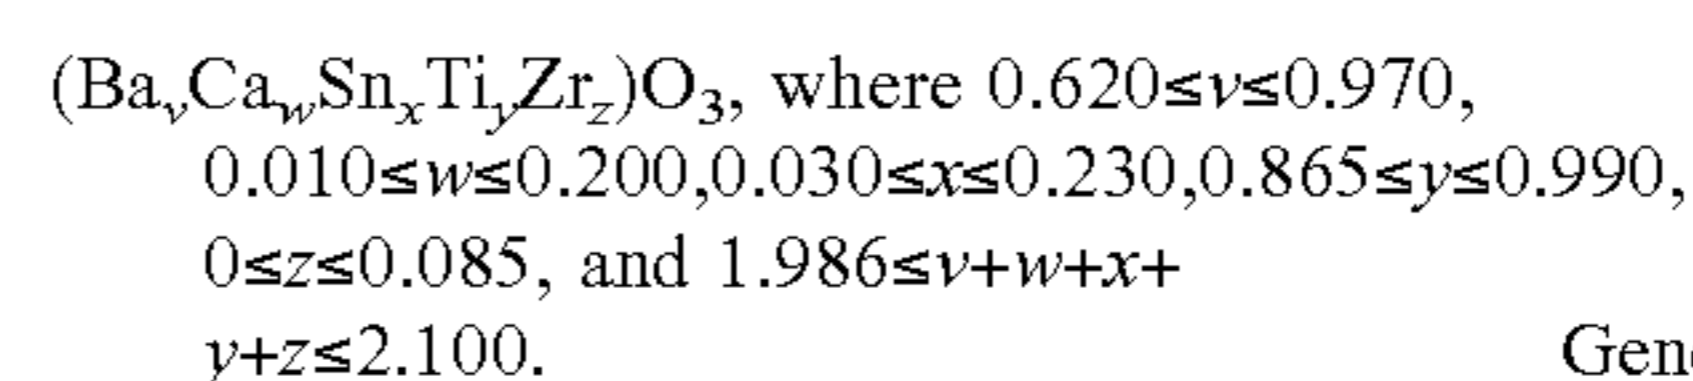 (Ba_vCa_wSn_xTi_yZr_z)O_3, where 0.620≤v≤0.970,
0.010≤w≤0.200,0.030≤x≤0.230,0.865≤y≤0.990,
0≤z≤0.085, and 1.986≤v+w+x+
y+z≤2.100.